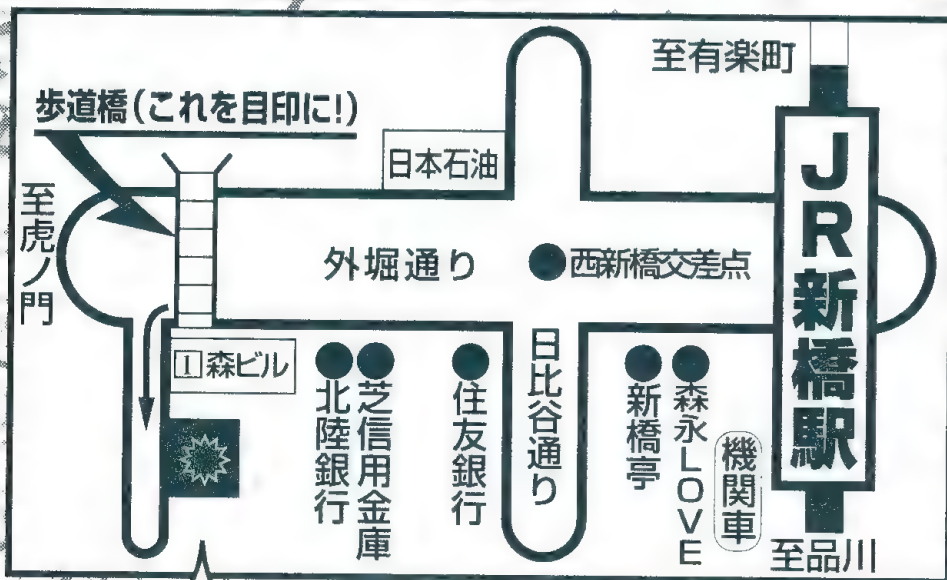 至有楽町
歩道橋(これを目印に!)
日本石油
JR新橋駅
至虎ノ門
外堀通り
西新橋交差点
1森ビル
北陸銀行
芝信用金庫
住友銀行
日比谷通り
新橋亭
森永LOVE
機関車
至品川